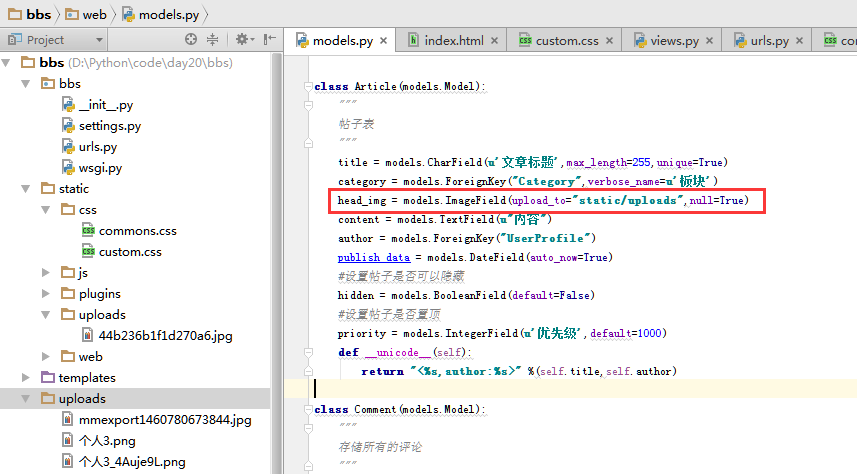 bbs web models.py
Project
bbs (D:\Python\code\day20\bbs)
bbs
__init__.py
settings.py
urls.py
wsgi.py
static
css
commons.css
custom.css
js
plugins
uploads
44b236b1f1d270a6.jpg
web
templates
uploads
mmexport1460780673844.jpg
个人3.png
个人3_4Auje9L.png
models.py index.html custom.css views.py urls.py co
class Article(models.Model):
"""
帖子表
"""
title = models.CharField(u'文章标题',max_length=255,unique=True)
category = models.ForeignKey("Category",verbose_name=u'板块')
head_img = models.ImageField(upload_to="static/uploads",null=True)
content = models.TextField(u"内容")
author = models.ForeignKey("UserProfile")
publish_data = models.DateField(auto_now=True)
#设置帖子是否可以隐藏
hidden = models.BooleanField(default=False)
#设置帖子是否置顶
priority = models.IntegerField(u'优先级',default=1000)
def __unicode__(self):
return "<%s,author:%s>" %(self.title,self.author)
class Comment(models.Model):
"""
存储所有的评论
"""